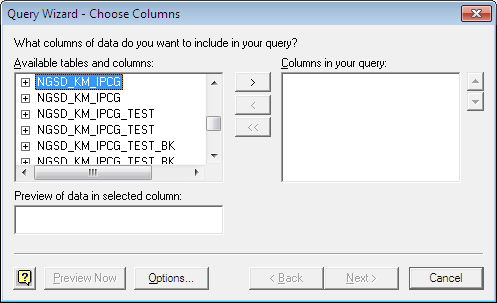 Query Wizard - Choose Columns
What columns of data do you want to include in your query?
Available tables and columns:
Columns in your query:
NGSD_KM_IPCG
NGSD_KM_IPCG
NGSD_KM_IPCG_TEST
NGSD_KM_IPCG_TEST
NGSD_KM_IPCG_TEST_BK
NGSD_KM_IPCG_TEST_BK
>
<
<<
Preview of data in selected column:
? Preview Now Options... < Back Next > Cancel